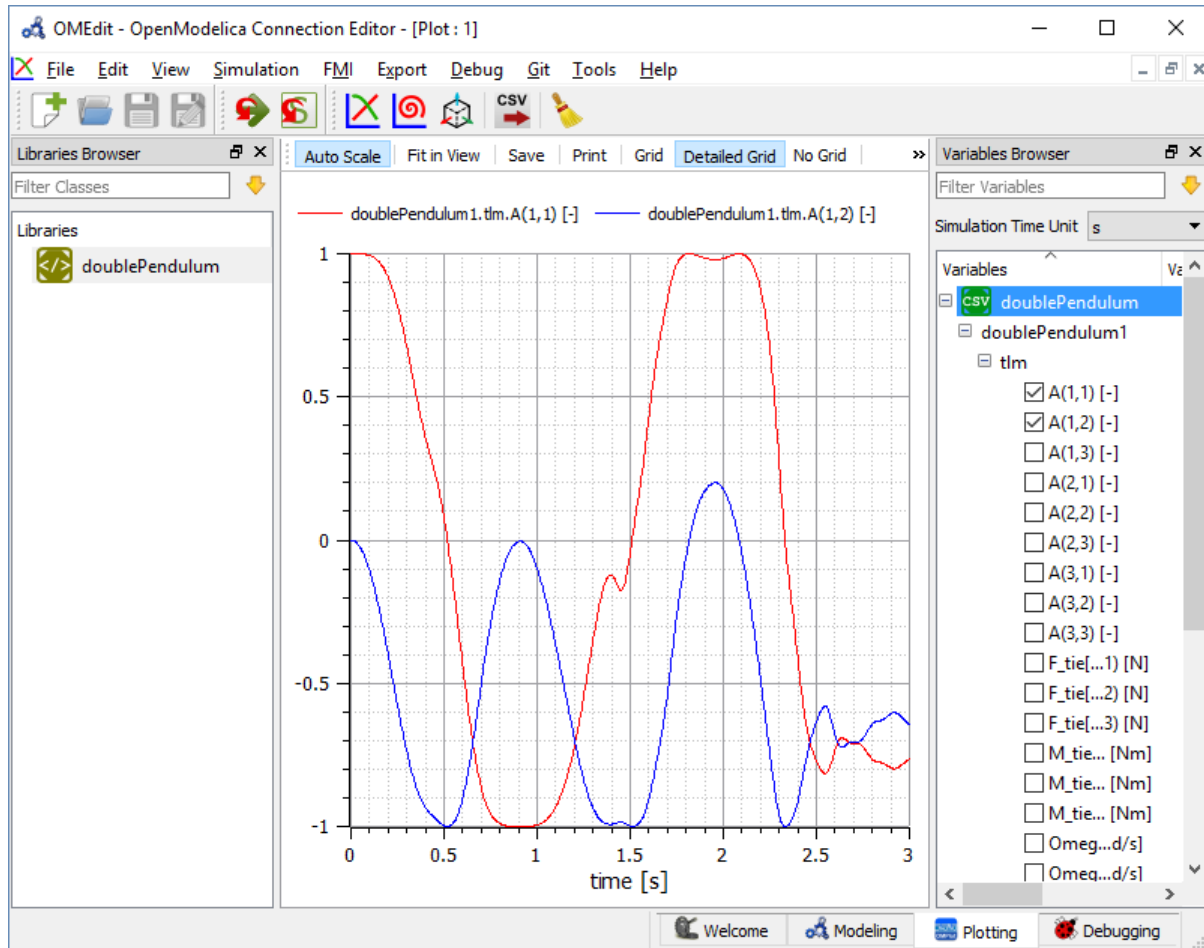 OMEdit - OpenModelica Connection Editor - [Plot : 1]
File Edit View Simulation FMI Export Debug Git Tools Help
CSV
Libraries Browser
Filter Classes
Libraries
</> doublePendulum
Auto Scale Fit in View Save Print Grid Detailed Grid No Grid »
doublePendulum1.tlm.A(1,1) [-] doublePendulum1.tlm.A(1,2) [-]
1
0.5
0
-0.5
-1
0 0.5 1 1.5 2 2.5 3
time [s]
Variables Browser
Filter Variables
Simulation Time Unit s
Variables Va
CSV doublePendulum
doublePendulum1
tlm
A(1,1) [-]
A(1,2) [-]
A(1,3) [-]
A(2,1) [-]
A(2,2) [-]
A(2,3) [-]
A(3,1) [-]
A(3,2) [-]
A(3,3) [-]
F_tie[...1) [N]
F_tie[...2) [N]
F_tie[...3) [N]
M_tie... [Nm]
M_tie... [Nm]
M_tie... [Nm]
Omeg...d/s]
Omeg...d/s]
Welcome Modeling Plotting Debugging